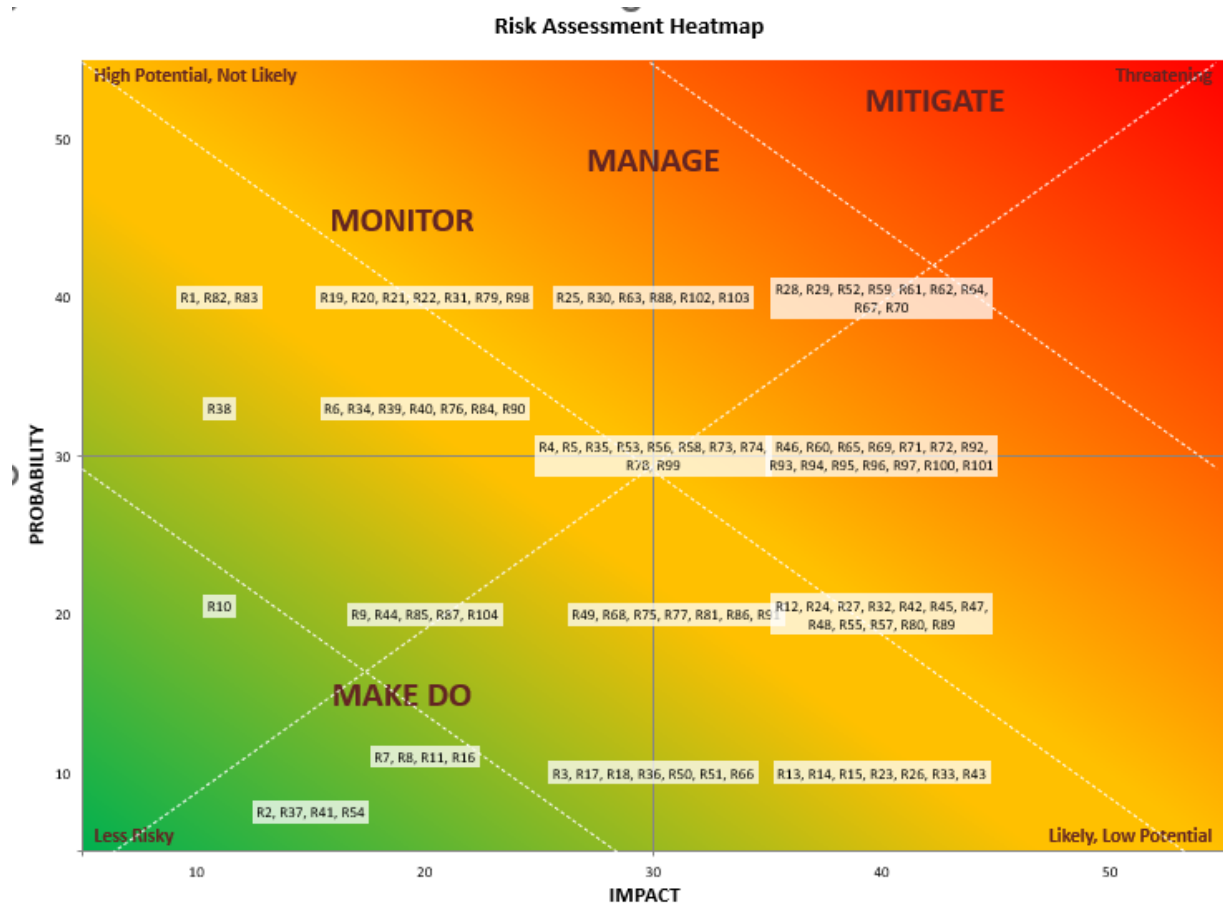 Risk Assessment Heatmap
High Potential, Not Likely
Threatening
MITIGATE
50
MANAGE
MONITOR
40
R1, R82, R83
R19, R20, R21, R22, R31, R79, R98
R25, R30, R63, R88, R102, R103
R28, R29, R52, R59, R61, R62, R64,
R67, R70
R38
R6, R34, R39, R40, R76, R84, R90
30
R4, R5, R35, R53, R56, R58, R73, R74,
R78, R99
R46, R60, R65, R69, R71, R72, R92,
R93, R94, R95, R96, R97, R100, R101
PROBABILITY
20
R10
R9, R44, R85, R87, R104
R49, R68, R75, R77, R81, R86, R91
R12, R24, R27, R32, R42, R45, R47,
R48, R55, R57, R80, R89
MAKE DO
10
R7, R8, R11, R16
R3, R17, R18, R36, R50, R51, R66
R13, R14, R15, R23, R26, R33, R43
R2, R37, R41, R54
Less Risky
Likely, Low Potential
10
20
30
40
50
IMPACT